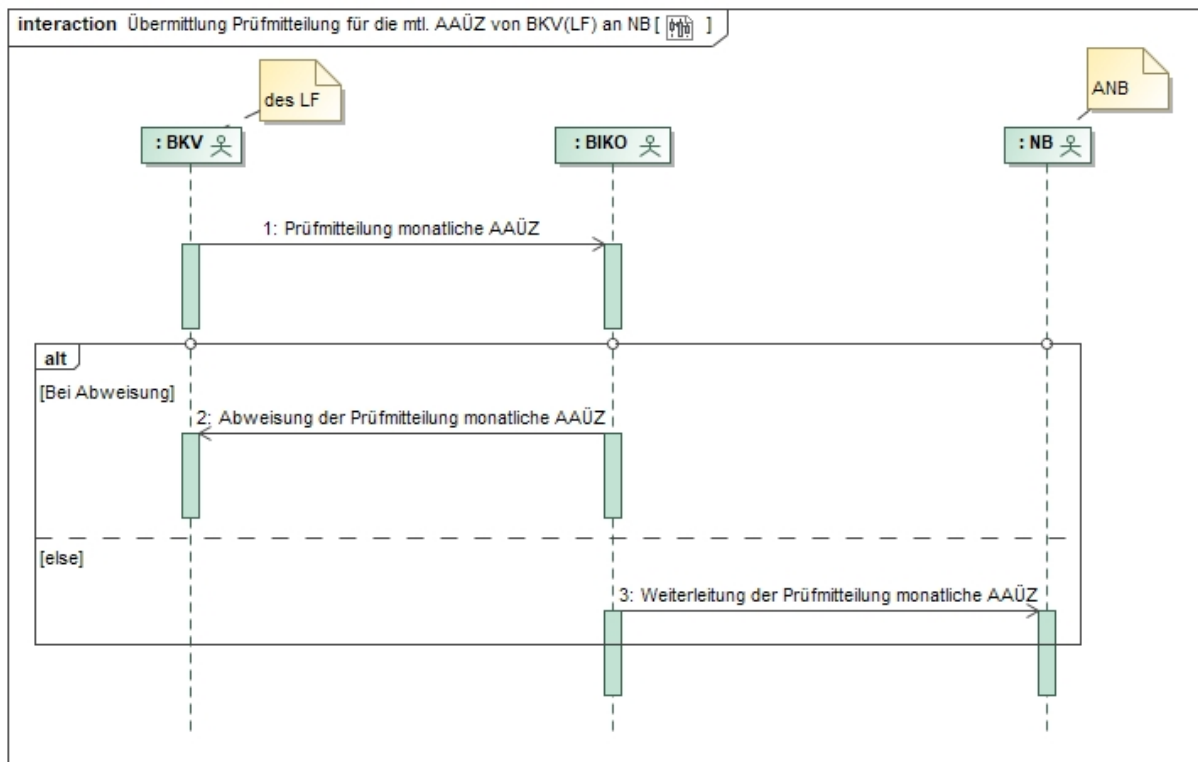 interaction Übermittlung Prüfmitteilung für die mtl. AAÜZ von BKV(LF) an NB [ ]
des LF
ANB
: BKV
: BIKO
: NB
1: Prüfmitteilung monatliche AAÜZ
alt
[Bei Abweisung]
2: Abweisung der Prüfmitteilung monatliche AAÜZ
[else]
3: Weiterleitung der Prüfmitteilung monatliche AAÜZ